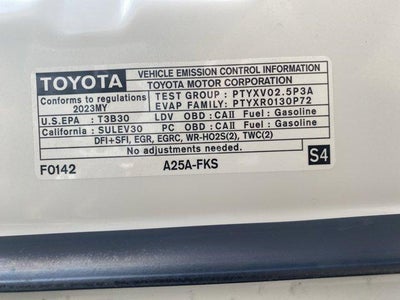 TOYOTA VEHICLE EMISSION CONTROL INFORMATION
TOYOTA MOTOR CORPORATION
Conforms to regulations TEST GROUP : PTYXV02.5P3A
2023MY EVAP FAMILY: PTYXR0130P72
U.S.EPA : T3B30 LDV OBD : CAII Fuel : Gasoline
California : SULEV30 PC OBD : CAII Fuel : Gasoline
DFI+SFI, EGR, EGRC, WR-HO2S(2), TWC(2)
No adjustments needed.
F0142 A25A-FKS S4